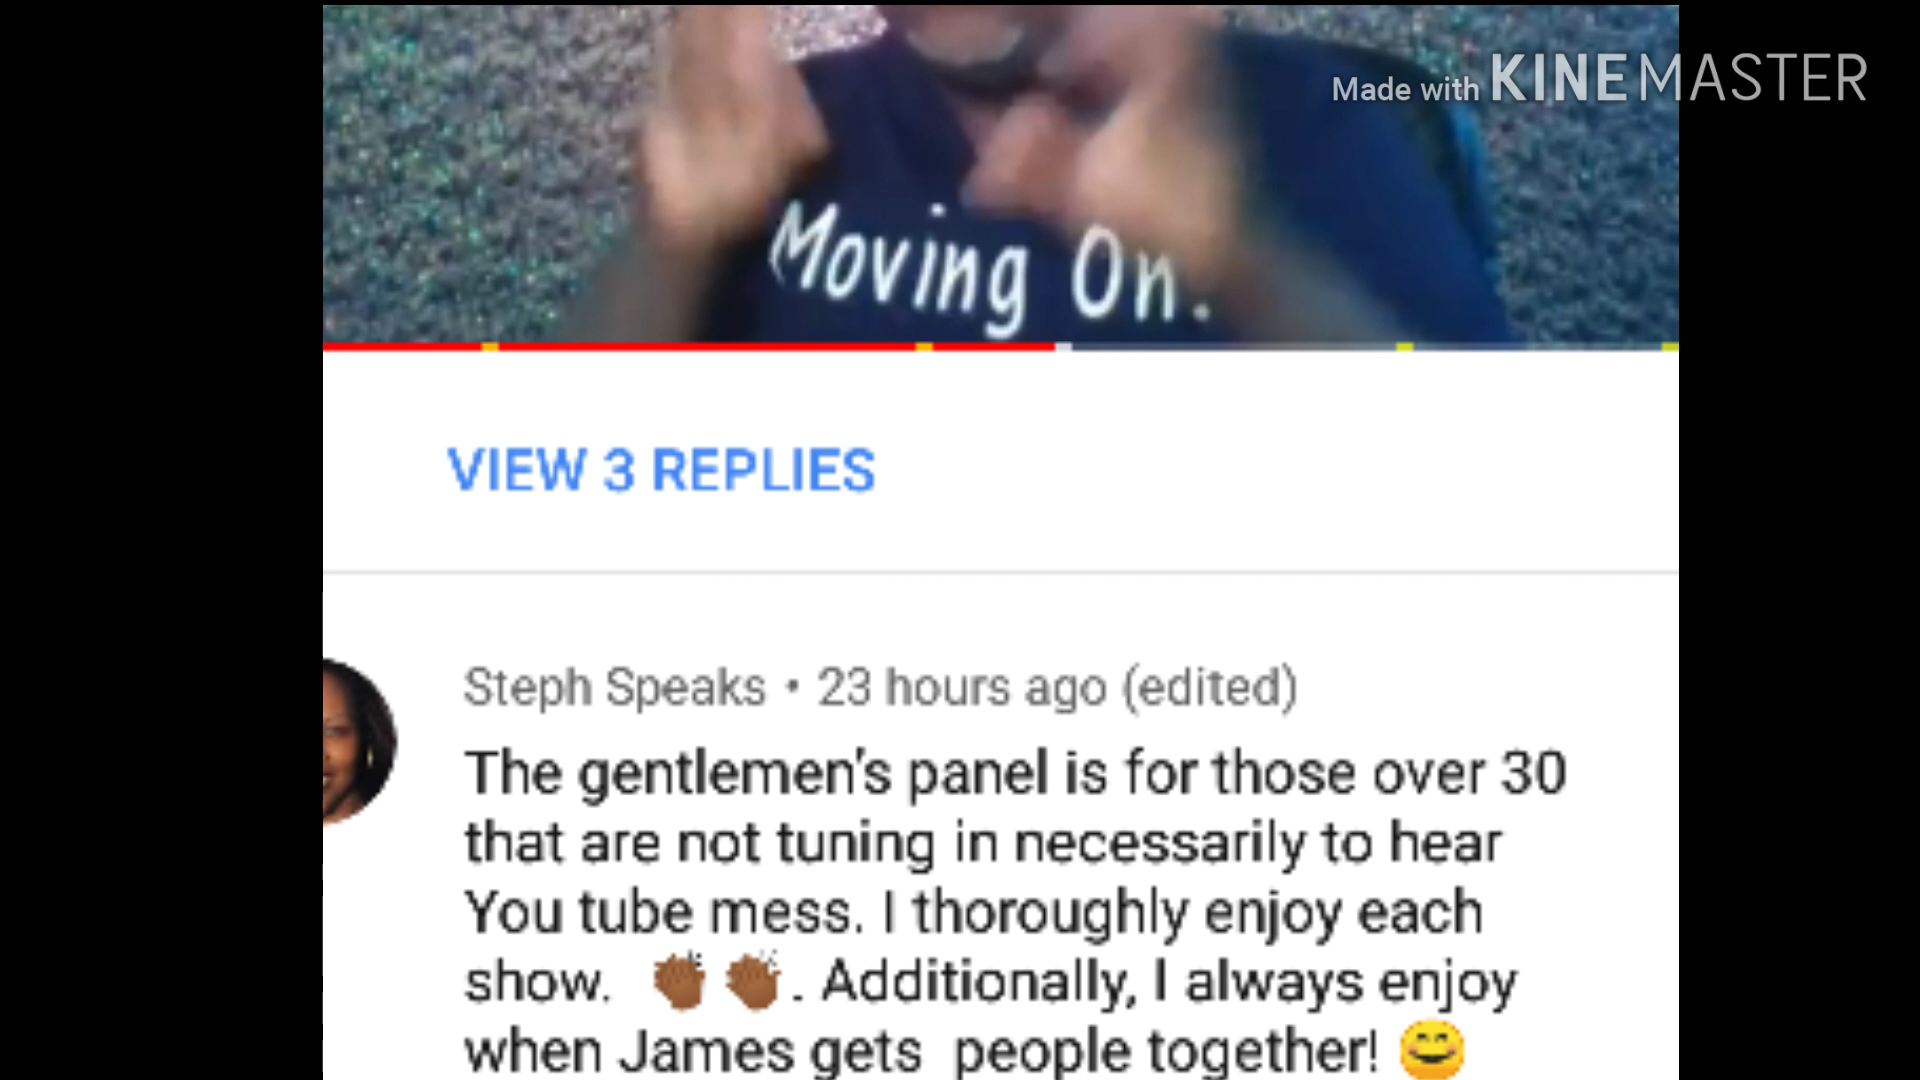 Made with KINEMASTER
Moving On.
VIEW 3 REPLIES
Steph Speaks • 23 hours ago (edited)
The gentlemen's panel is for those over 30
that are not tuning in necessarily to hear
You tube mess. I thoroughly enjoy each
show. 👏🏾👏🏾. Additionally, I always enjoy
when James gets people together! 😄